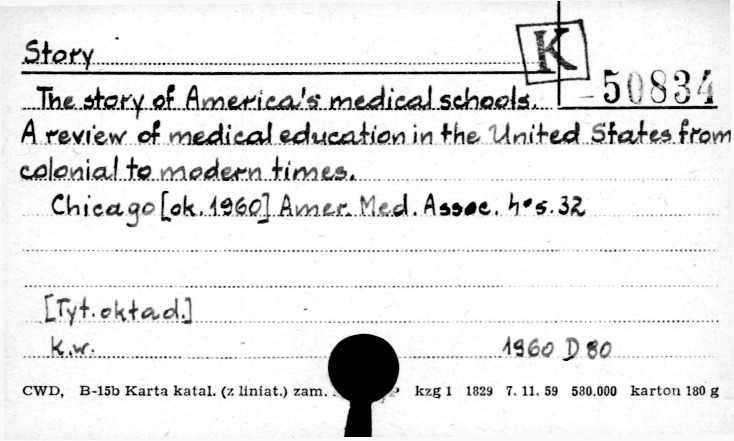 Story
K
50834
The story of America's medical schools.
A review of medical education in the United States from
colonial to modern times.
Chicago [ok. 1960] Amer. Med. Assoc. 4° s. 32
[Tyt. okład.]
K.w. 1960 D 80
CWD, B-15b Karta katal. (z liniat.) zam. kzg 1 1829 7. 11. 59 580.000 karton 180 g